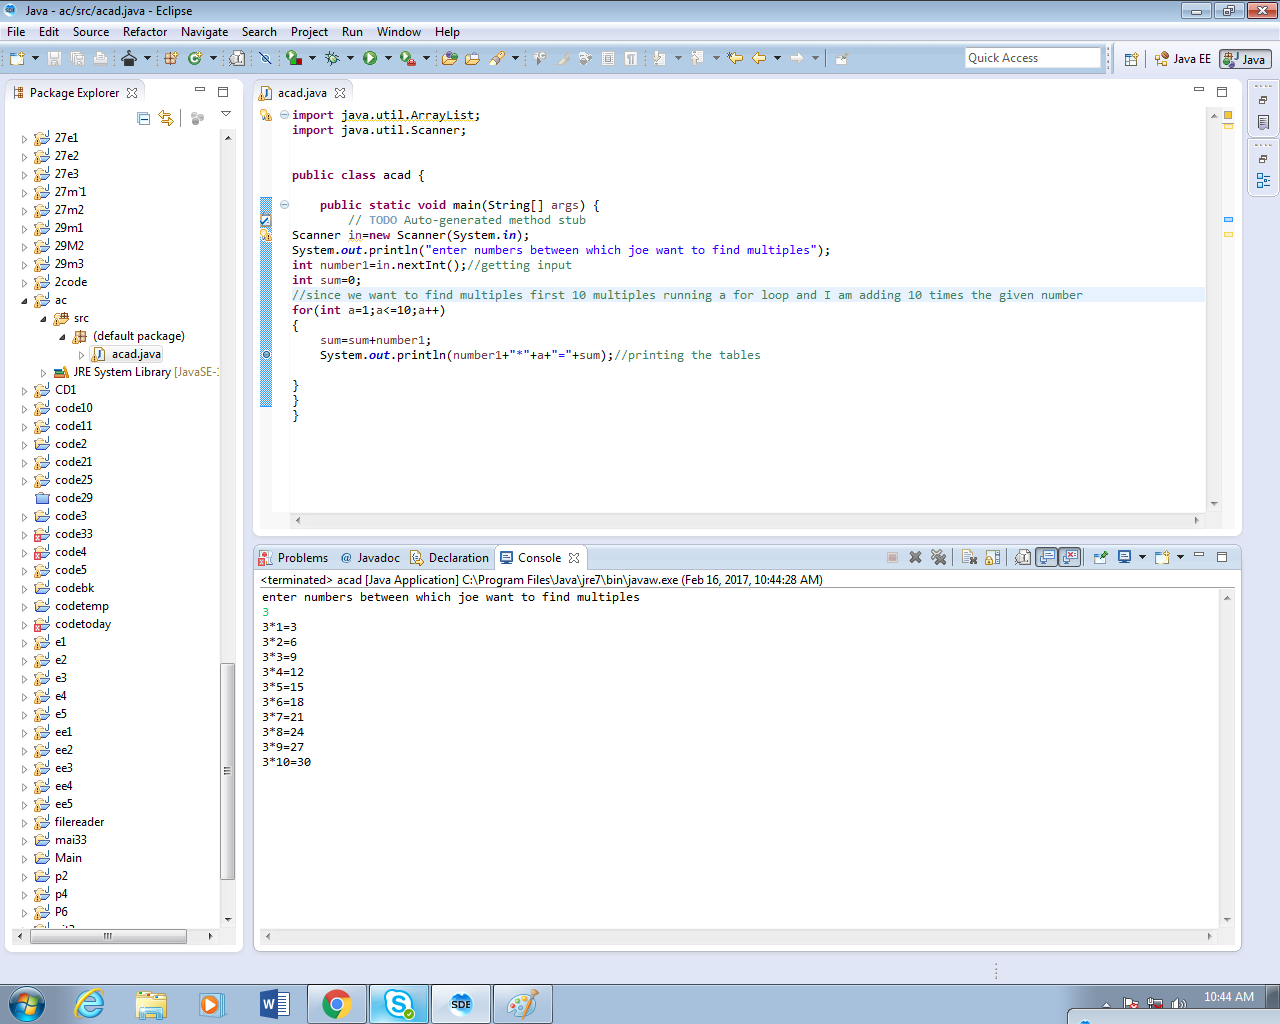 Java - ac/src/acad.java - Eclipse
File Edit Source Refactor Navigate Search Project Run Window Help
Quick Access
Java EE
Java
Package Explorer
27e1
27e2
27e3
27m`1
27m2
29m1
29M2
29m3
2code
ac
src
(default package)
acad.java
JRE System Library [JavaSE-1
CD1
code10
code11
code2
code21
code25
code29
code3
code33
code4
code5
codebk
codetemp
codetoday
e1
e2
e3
e4
e5
ee1
ee2
ee3
ee4
ee5
filereader
mai33
Main
p2
p4
P6
acad.java
import java.util.ArrayList;
import java.util.Scanner;
public class acad {
public static void main(String[] args) {
// TODO Auto-generated method stub
Scanner in=new Scanner(System.in);
System.out.println("enter numbers between which joe want to find multiples");
int number1=in.nextInt();//getting input
int sum=0;
//since we want to find multiples first 10 multiples running a for loop and I am adding 10 times the given number
for(int a=1;a<=10;a++)
{
sum=sum+number1;
System.out.println(number1+"*"+a+"="+sum);//printing the tables
}
}
}
Problems @ Javadoc Declaration Console
<terminated> acad [Java Application] C:\Program Files\Java\jre7\bin\javaw.exe (Feb 16, 2017, 10:44:28 AM)
enter numbers between which joe want to find multiples
3
3*1=3
3*2=6
3*3=9
3*4=12
3*5=15
3*6=18
3*7=21
3*8=24
3*9=27
3*10=30
SDE
10:44 AM